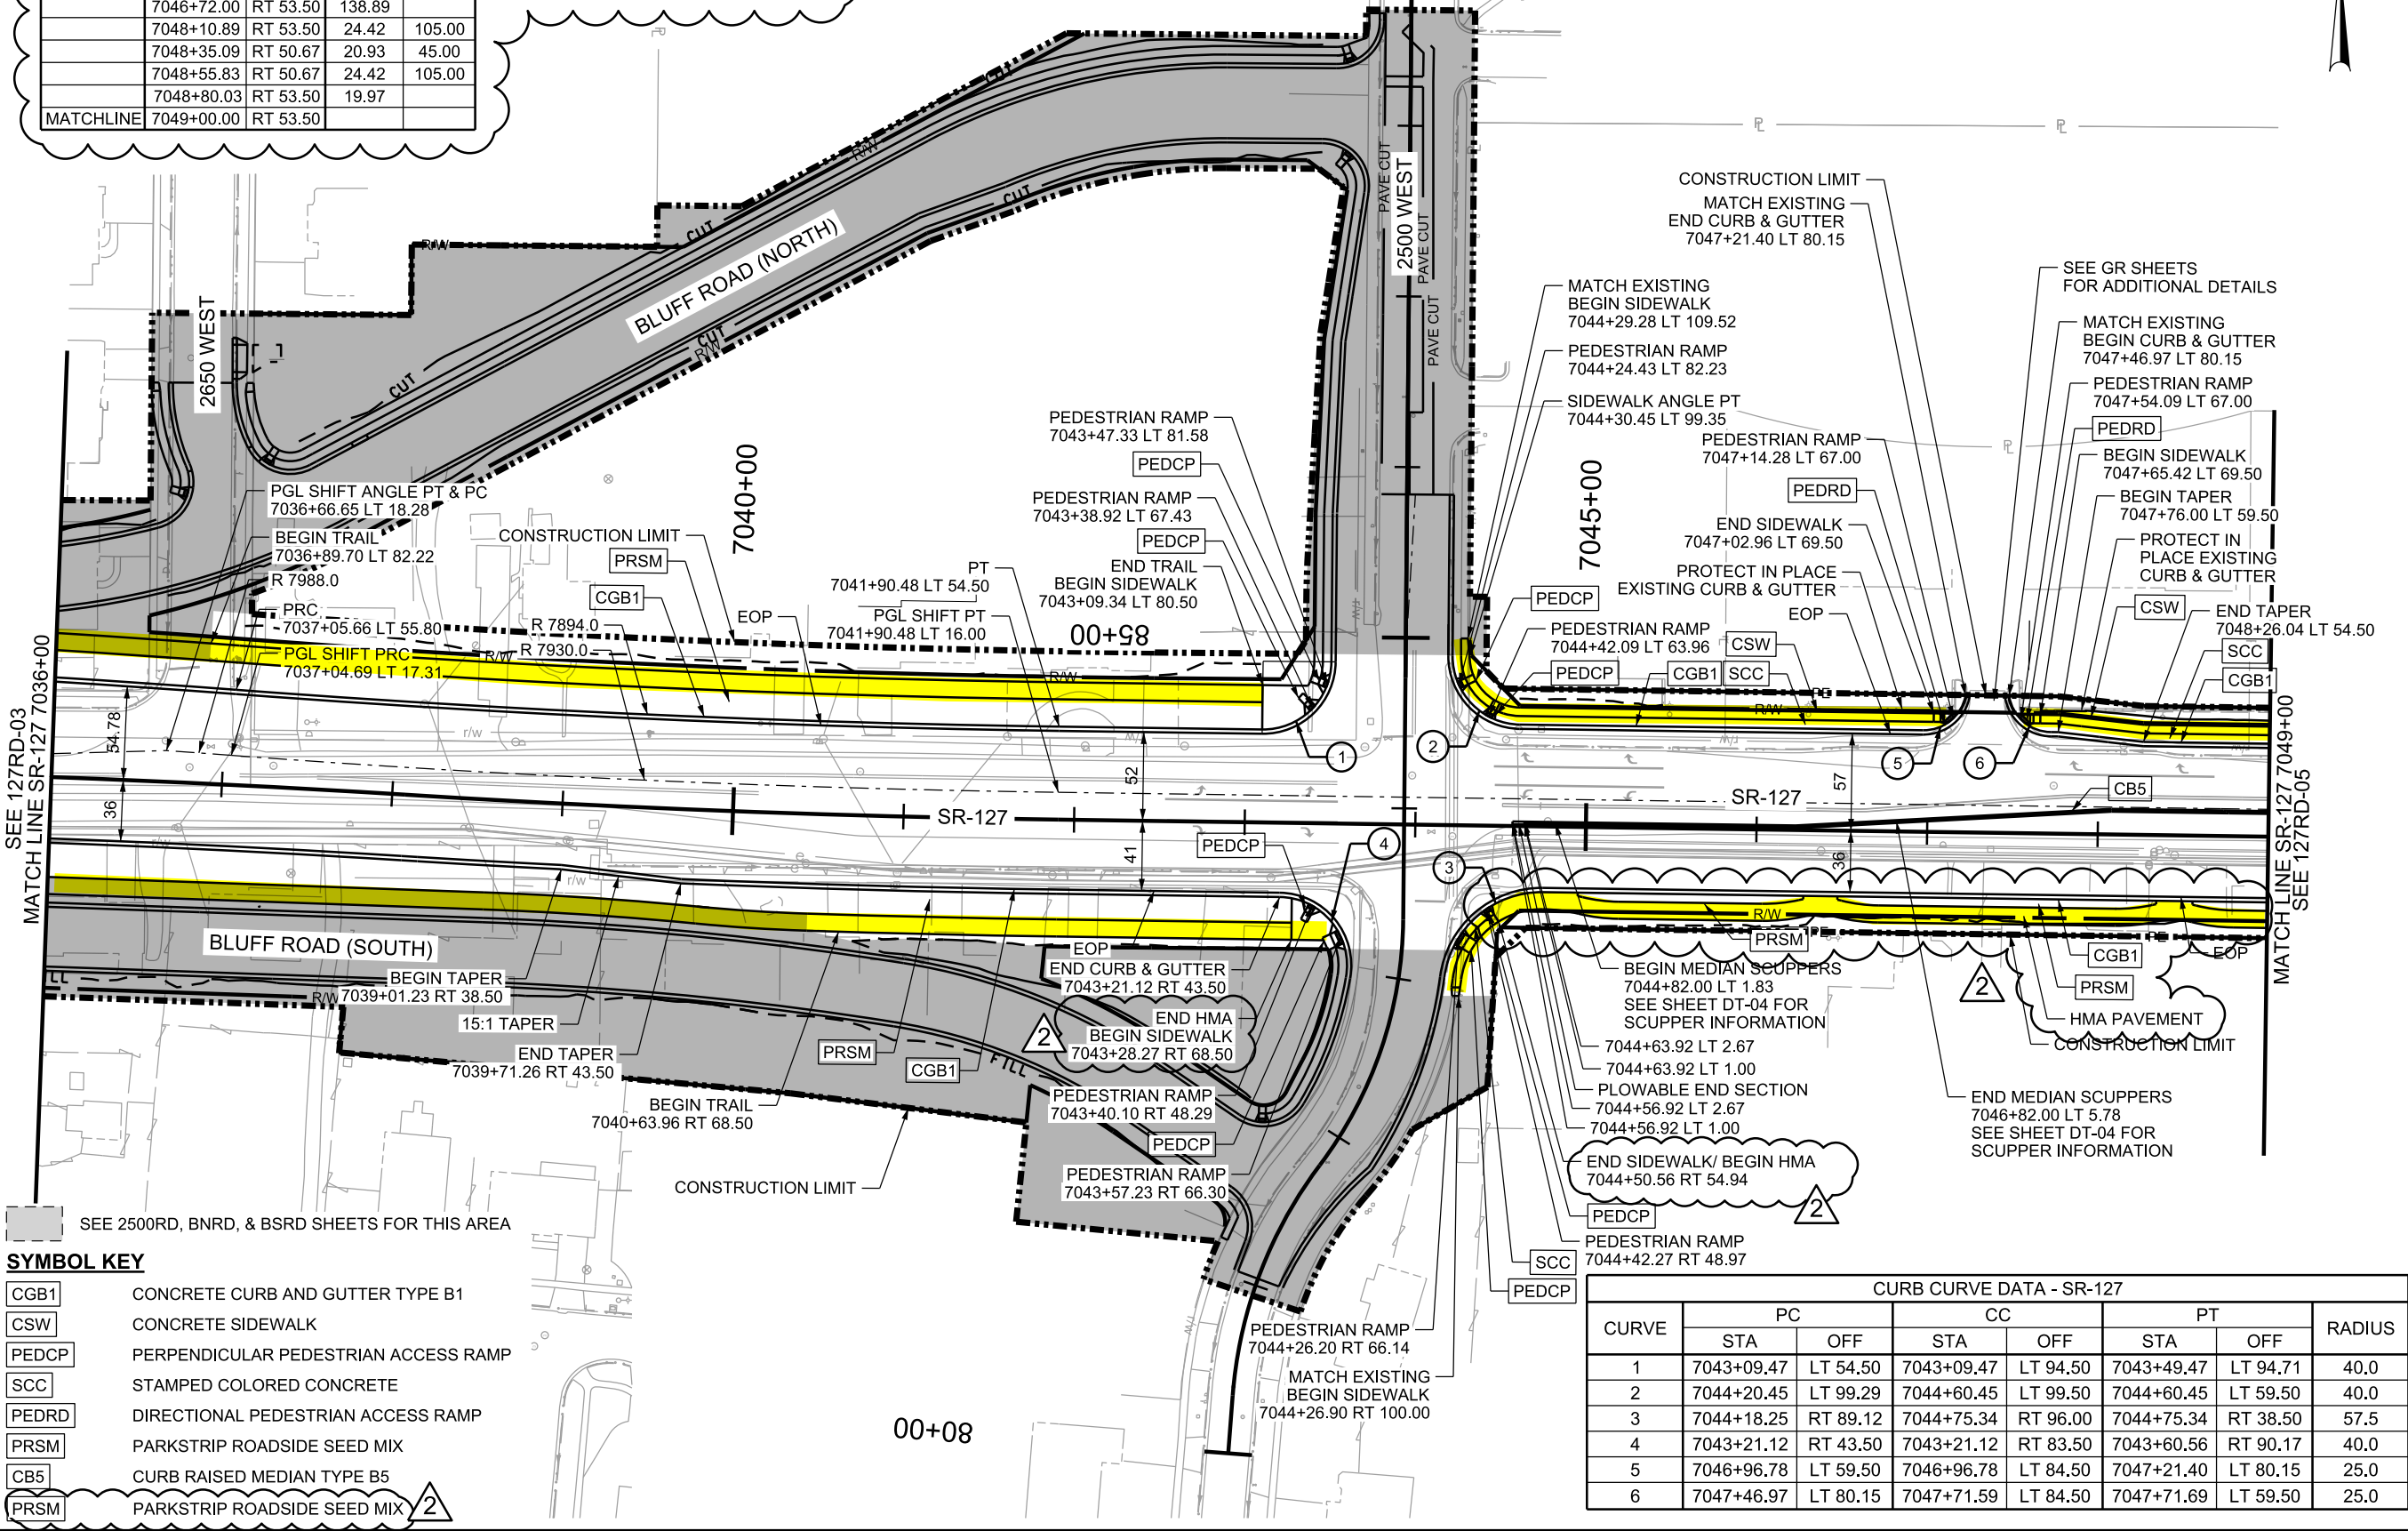 7046+72.00 RT 53.50 138.89
7048+10.89 RT 53.50 24.42 105.00
7048+35.09 RT 50.67 20.93 45.00
7048+55.83 RT 50.67 24.42 105.00
7048+80.03 RT 53.50 19.97
MATCHLINE 7049+00.00 RT 53.50
CUT
R/W
R/W
CUT
CUT
BLUFF ROAD (NORTH)
CUT
R/W
CUT
2650 WEST
2500 WEST
PAVE CUT
PAVE CUT
PAVE CUT
CONSTRUCTION LIMIT
MATCH EXISTING
END CURB & GUTTER
7047+21.40 LT 80.15
SEE GR SHEETS
FOR ADDITIONAL DETAILS
MATCH EXISTING
BEGIN SIDEWALK
7044+29.28 LT 109.52
MATCH EXISTING
BEGIN CURB & GUTTER
7047+46.97 LT 80.15
PEDESTRIAN RAMP
7044+24.43 LT 82.23
PEDESTRIAN RAMP
7047+54.09 LT 67.00
PEDRD
SIDEWALK ANGLE PT
7044+30.45 LT 99.35
PEDESTRIAN RAMP
7047+14.28 LT 67.00
PEDRD
BEGIN SIDEWALK
7047+65.42 LT 69.50
BEGIN TAPER
7047+76.00 LT 59.50
END SIDEWALK
7047+02.96 LT 69.50
PROTECT IN
PLACE EXISTING
CURB & GUTTER
PROTECT IN PLACE
EXISTING CURB & GUTTER
EOP
CSW
END TAPER
7048+26.04 LT 54.50
SCC
CGB1
PEDESTRIAN RAMP
7043+47.33 LT 81.58
PEDCP
PEDESTRIAN RAMP
7043+38.92 LT 67.43
PEDCP
END TRAIL
BEGIN SIDEWALK
7043+09.34 LT 80.50
7040+00
7045+00
85+00
PGL SHIFT ANGLE PT & PC
7036+66.65 LT 18.28
BEGIN TRAIL
7036+89.70 LT 82.22
R 7988.0
PRC
7037+05.66 LT 55.80
PGL SHIFT PRC
7037+04.69 LT 17.31
CONSTRUCTION LIMIT
PRSM
CGB1
R 7894.0
R 7930.0
EOP
PT
7041+90.48 LT 54.50
PGL SHIFT PT
7041+90.48 LT 16.00
R/W
R/W
PEDCP
PEDESTRIAN RAMP
7044+42.09 LT 63.96
PEDCP
CSW
CGB1 SCC
PE
R/W
1
2
5
6
54.78
36
52
41
57
36
SR-127
SR-127
CB5
SEE 127RD-03
MATCH LINE SR-127 7036+00
MATCH LINE SR-127 7049+00
SEE 127RD-05
PEDCP
4
3
r/w
r/w
r/w
BLUFF ROAD (SOUTH)
R/W
FILL
BEGIN TAPER
7039+01.23 RT 38.50
15:1 TAPER
END TAPER
7039+71.26 RT 43.50
BEGIN TRAIL
7040+63.96 RT 68.50
PRSM
CGB1
CONSTRUCTION LIMIT
EOP
END CURB & GUTTER
7043+21.12 RT 43.50
2
END HMA
BEGIN SIDEWALK
7043+28.27 RT 68.50
PEDESTRIAN RAMP
7043+40.10 RT 48.29
PEDCP
PEDESTRIAN RAMP
7043+57.23 RT 66.30
R/W
PRSM
PE
PE
BEGIN MEDIAN SCUPPERS
7044+82.00 LT 1.83
SEE SHEET DT-04 FOR
SCUPPER INFORMATION
7044+63.92 LT 2.67
7044+63.92 LT 1.00
PLOWABLE END SECTION
7044+56.92 LT 2.67
7044+56.92 LT 1.00
END SIDEWALK/ BEGIN HMA
7044+50.56 RT 54.94
2
PEDCP
PEDESTRIAN RAMP
7044+42.27 RT 48.97
SCC
PEDCP
PEDESTRIAN RAMP
7044+26.20 RT 66.14
MATCH EXISTING
BEGIN SIDEWALK
7044+26.90 RT 100.00
CGB1
EOP
PRSM
2
HMA PAVEMENT
CONSTRUCTION LIMIT
END MEDIAN SCUPPERS
7046+82.00 LT 5.78
SEE SHEET DT-04 FOR
SCUPPER INFORMATION
80+00
SEE 2500RD, BNRD, & BSRD SHEETS FOR THIS AREA
SYMBOL KEY
CGB1 CONCRETE CURB AND GUTTER TYPE B1
CSW CONCRETE SIDEWALK
PEDCP PERPENDICULAR PEDESTRIAN ACCESS RAMP
SCC STAMPED COLORED CONCRETE
PEDRD DIRECTIONAL PEDESTRIAN ACCESS RAMP
PRSM PARKSTRIP ROADSIDE SEED MIX
CB5 CURB RAISED MEDIAN TYPE B5
PRSM PARKSTRIP ROADSIDE SEED MIX 2
CURB CURVE DATA - SR-127
CURVE PC CC PT RADIUS
STA OFF STA OFF STA OFF
1 7043+09.47 LT 54.50 7043+09.47 LT 94.50 7043+49.47 LT 94.71 40.0
2 7044+20.45 LT 99.29 7044+60.45 LT 99.50 7044+60.45 LT 59.50 40.0
3 7044+18.25 RT 89.12 7044+75.34 RT 96.00 7044+75.34 RT 38.50 57.5
4 7043+21.12 RT 43.50 7043+21.12 RT 83.50 7043+60.56 RT 90.17 40.0
5 7046+96.78 LT 59.50 7046+96.78 LT 84.50 7047+21.40 LT 80.15 25.0
6 7047+46.97 LT 80.15 7047+71.59 LT 84.50 7047+71.69 LT 59.50 25.0